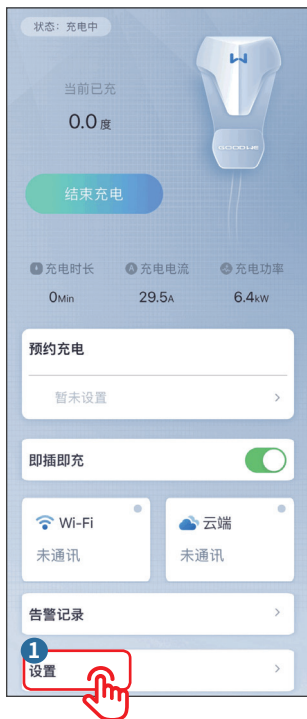 状态：充电中
当前已充
0.0 度
GOODWE
结束充电
充电时长 充电电流 充电功率
0Min 29.5A 6.4kW
预约充电
暂未设置
即插即充
Wi-Fi 云端
未通讯 未通讯
告警记录
1
设置